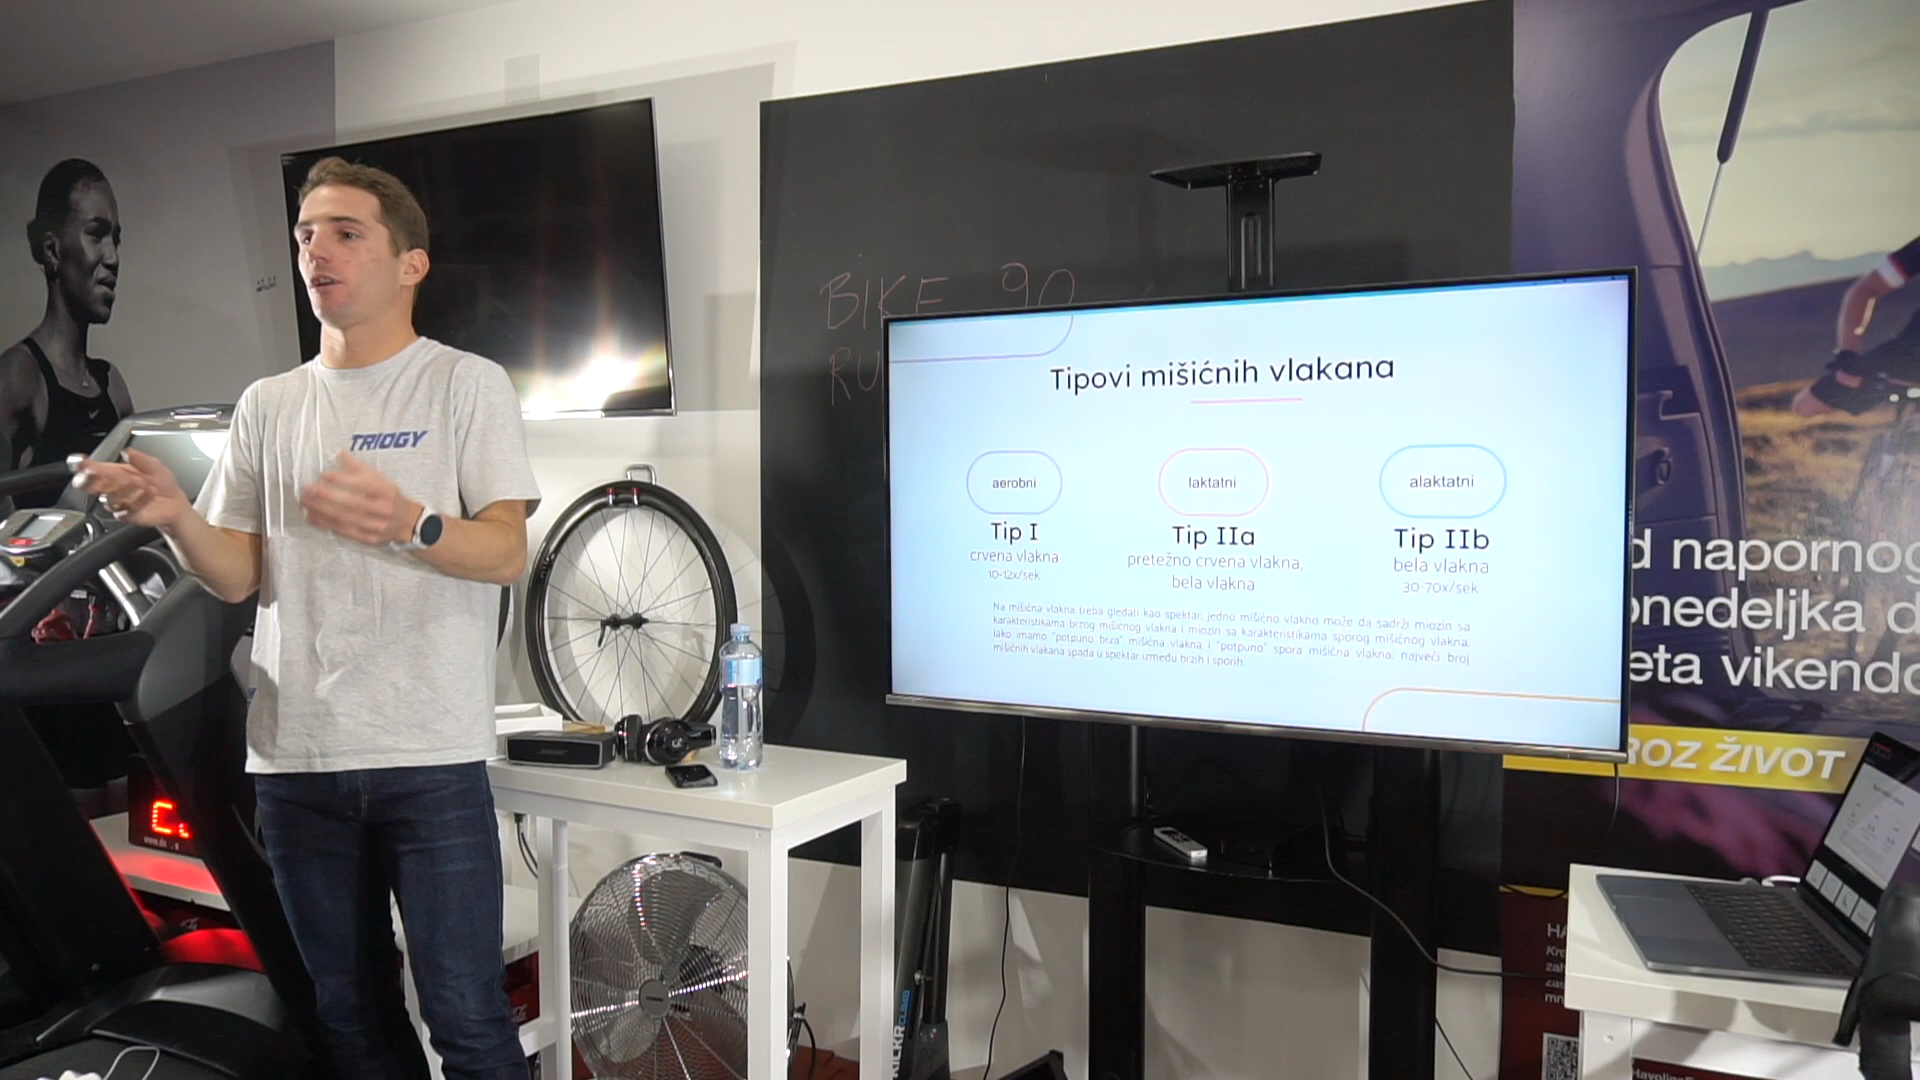 TRIOGY
BIKE 90
RU
Tipovi mišićnih vlakana
aerobni
Tip I
crvena vlakna
10-12x/sek
laktatni
Tip IIa
pretežno crvena vlakna,
bela vlakna
alaktatni
Tip IIb
bela vlakna
30-70x/sek
Na mišićna vlakna treba gledati kao spektar: jedno mišićno vlakno može da sadrži miozin sa
karakteristikama brzog mišićnog vlakna i miozin sa karakteristikama sporog mišićnog vlakna.
Iako imamo "potpuno brza" mišićna vlakna i "potpuno" spora mišićna vlakna; najveći broj
mišićnih vlakana spada u spektar između brzih i sporih.
d napornog
onedeljka d
eta vikendo
ROZ ŽIVOT
KICKR CLIMB